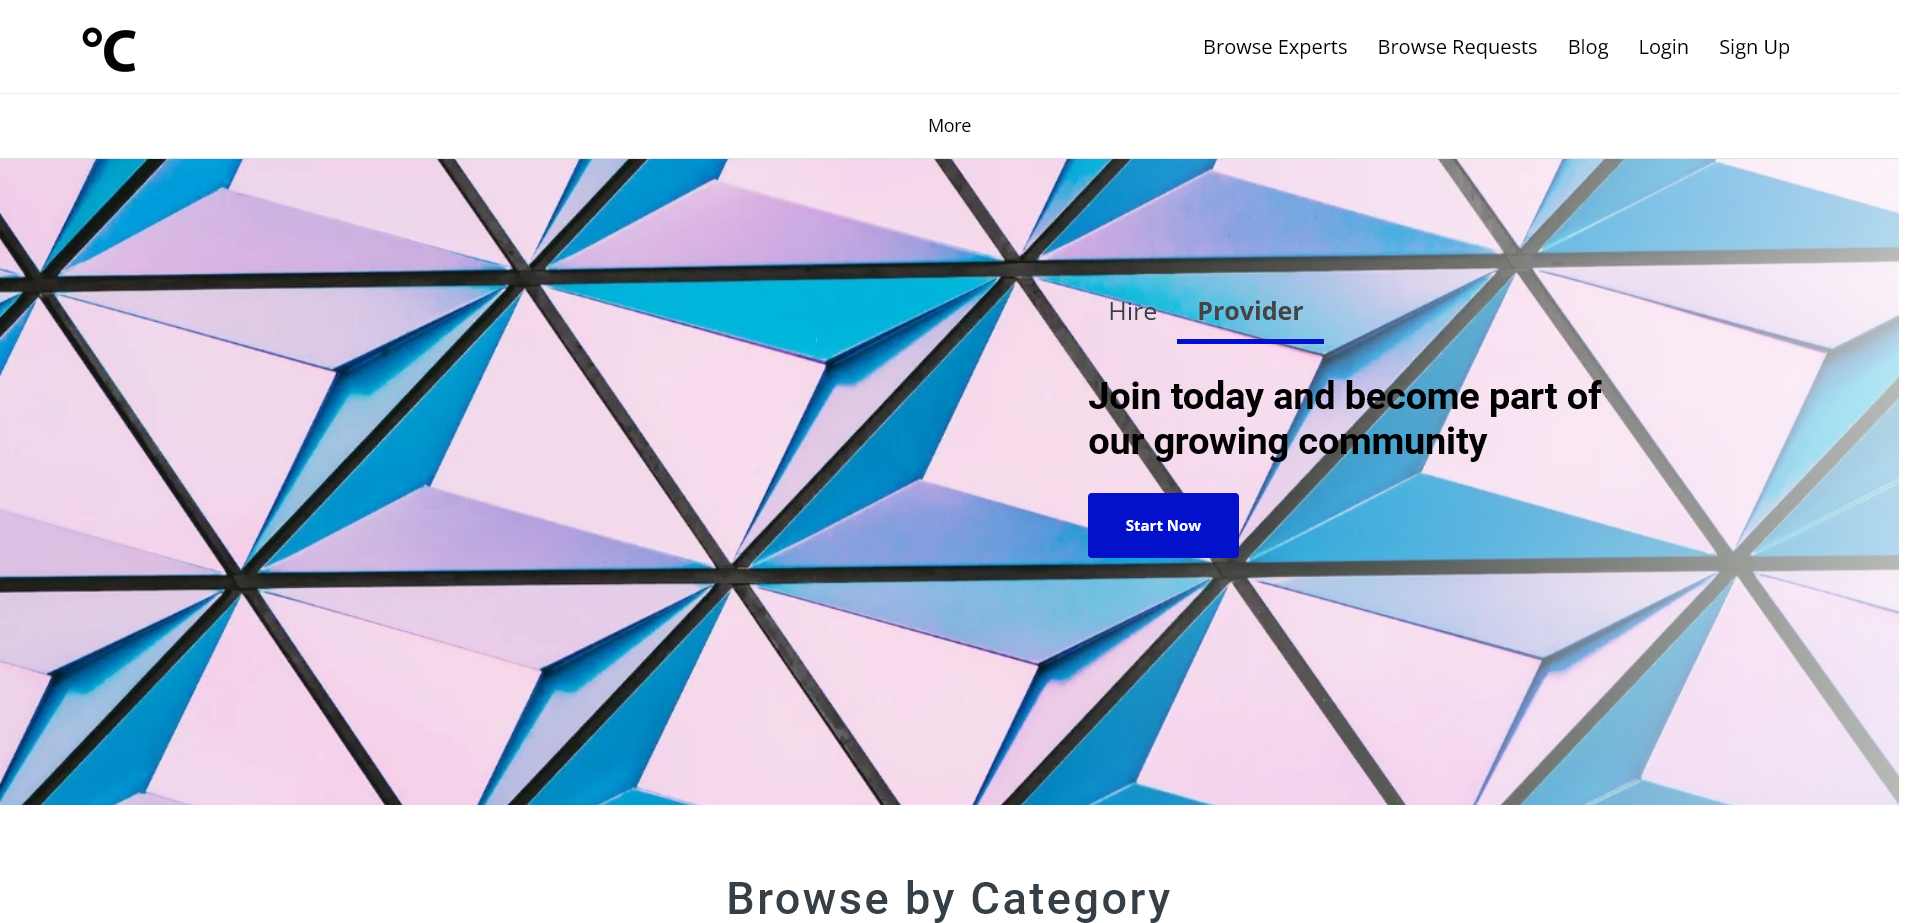 °C
Browse Experts Browse Requests Blog Login Sign Up
More
Hire Provider
Join today and become part of
our growing community
Start Now
Browse by Category